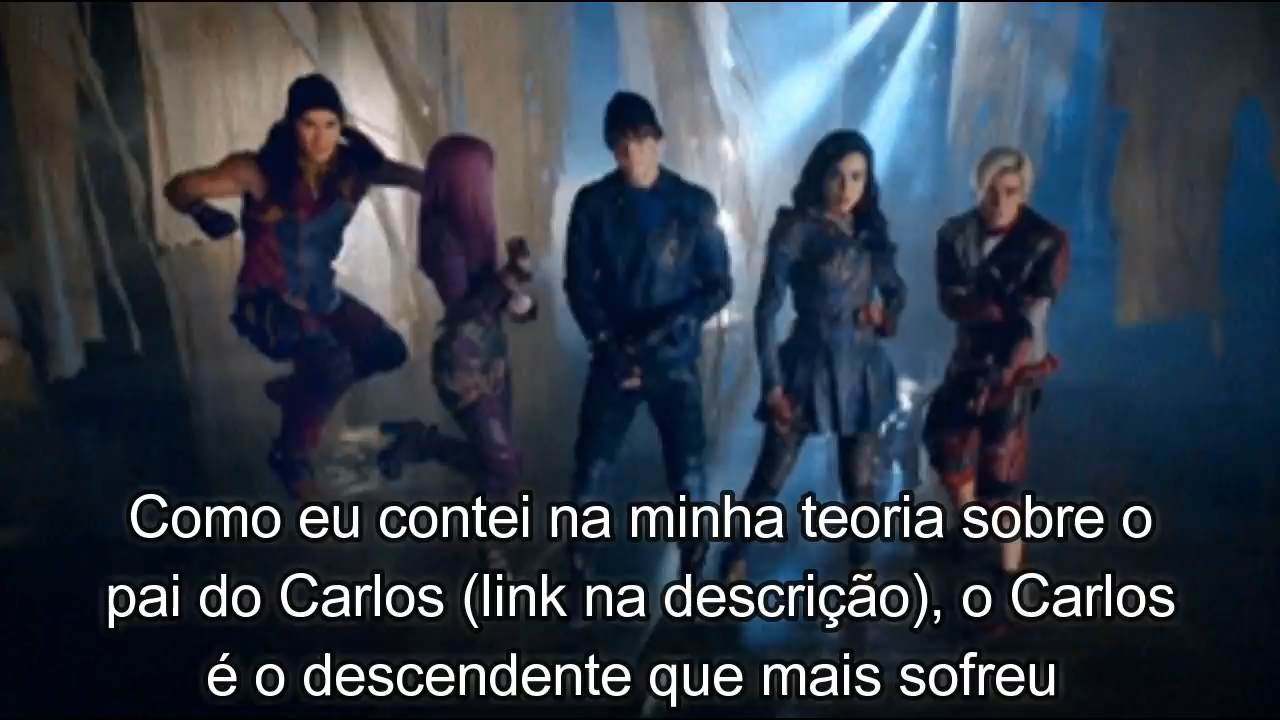 Como eu contei na minha teoria sobre o
pai do Carlos (link na descrição), o Carlos
é o descendente que mais sofreu